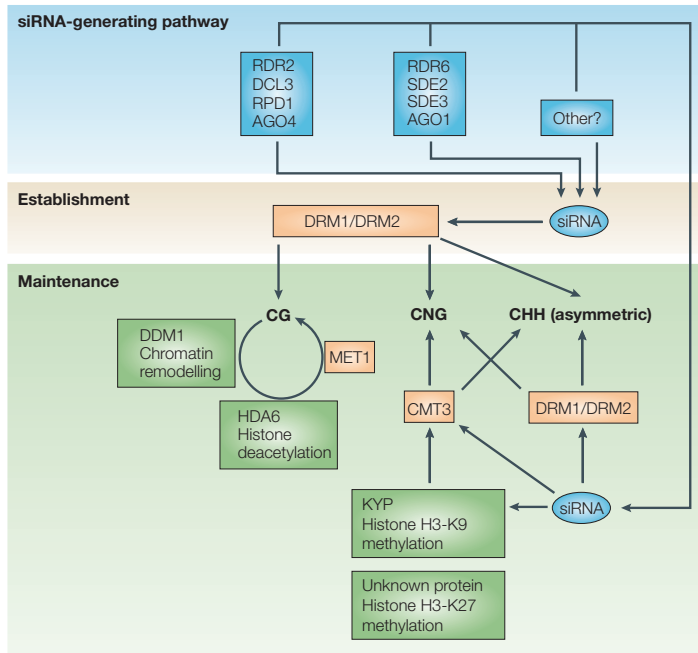 siRNA-generating pathway
RDR2
DCL3
RPD1
AGO4
RDR6
SDE2
SDE3
AGO1
Other?
Establishment
DRM1/DRM2
siRNA
Maintenance
CG
CNG
CHH (asymmetric)
DDM1
Chromatin
remodelling
MET1
HDA6
Histone
deacetylation
CMT3
DRM1/DRM2
KYP
Histone H3-K9
methylation
siRNA
Unknown protein
Histone H3-K27
methylation